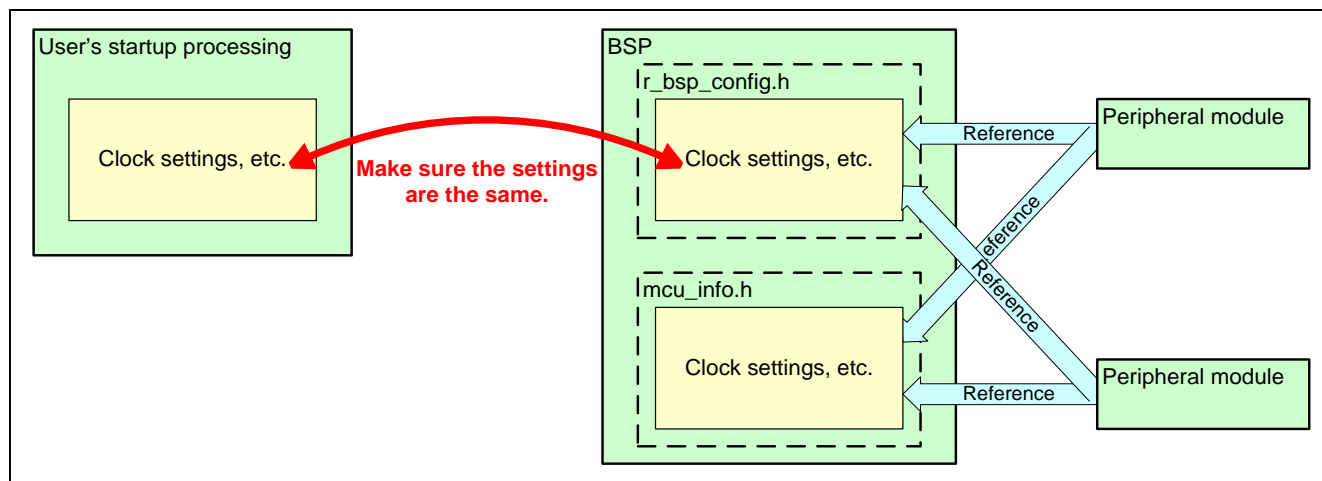 User's startup processing
Clock settings, etc.
Make sure the settings
are the same.
BSP
r_bsp_config.h
Clock settings, etc.
mcu_info.h
Clock settings, etc.
Reference
eference
Reference
Reference
Peripheral module
Peripheral module